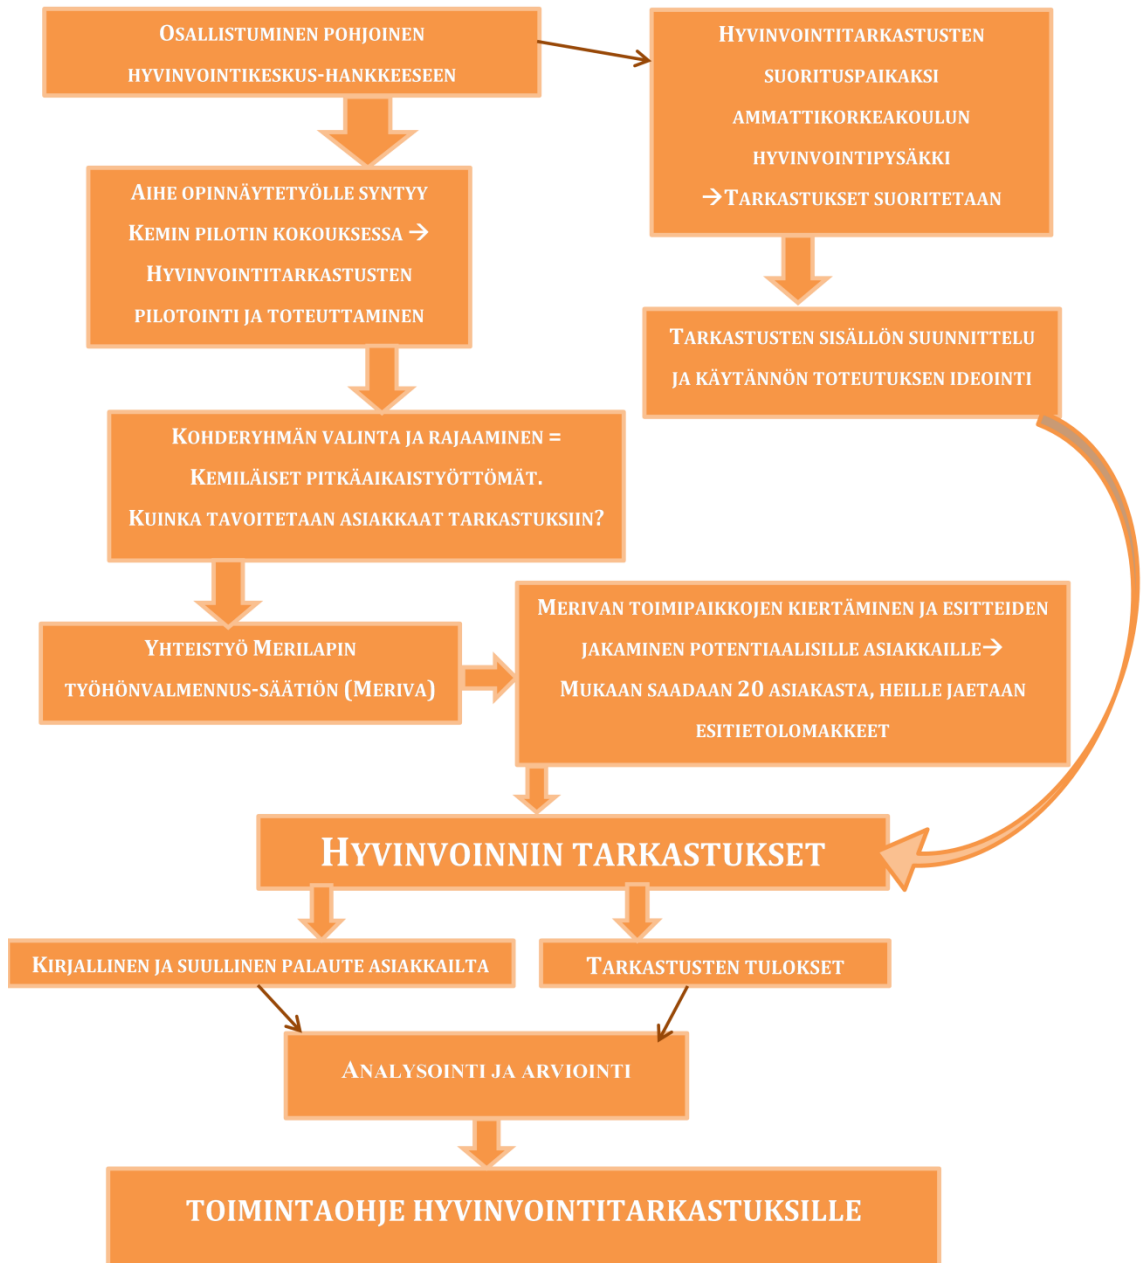 Osallistuminen pohjoinen
hyvinvointikeskus-hankkeeseen
Hyvinvointitarkastusten
suorituspaikaksi
ammattikorkeakoulun
hyvinvointipysäkki
→Tarkastukset suoritetaan
Aihe opinnäytetyölle syntyy
Kemin pilotin kokouksessa →
Hyvinvointitarkastusten
pilotointi ja toteuttaminen
Tarkastusten sisällön suunnittelu
ja käytännön toteutuksen ideointi
Kohderyhmän valinta ja rajaaminen =
Kemiläiset pitkäaikaistyöttömät.
Kuinka tavoitetaan asiakkaat tarkastuksiin?
Yhteistyö Merilapin
työhönvalmennus-säätiön (Meriva)
Merivan toimipaikkojen kiertäminen ja esitteiden
jakaminen potentiaalisille asiakkaille→
Mukaan saadaan 20 asiakasta, heille jaetaan
esitietolomakkeet
Hyvinvoinnin tarkastukset
Kirjallinen ja suullinen palaute asiakkailta
Tarkastusten tulokset
Analysointi ja arviointi
TOIMINTAOHJE HYVINVOINTITARKASTUKSILLE